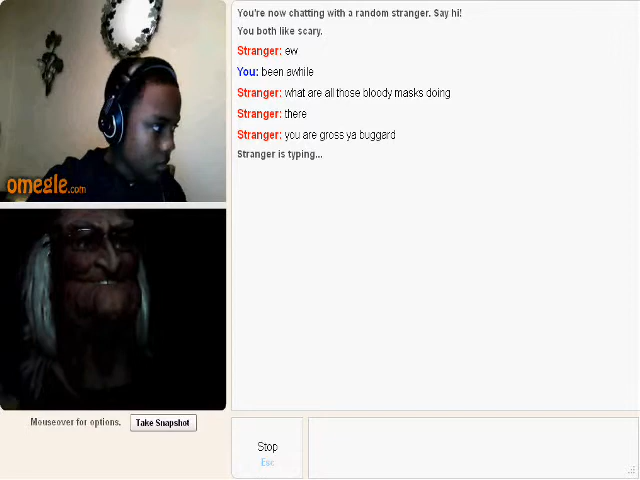 You're now chatting with a random stranger. Say hi!
You both like scary.
Stranger: ew
You: been awhile
Stranger: what are all those bloody masks doing
Stranger: there
Stranger: you are gross ya buggard
Stranger is typing...
omegle.com
Mouseover for options. Take Snapshot
Stop
Esc